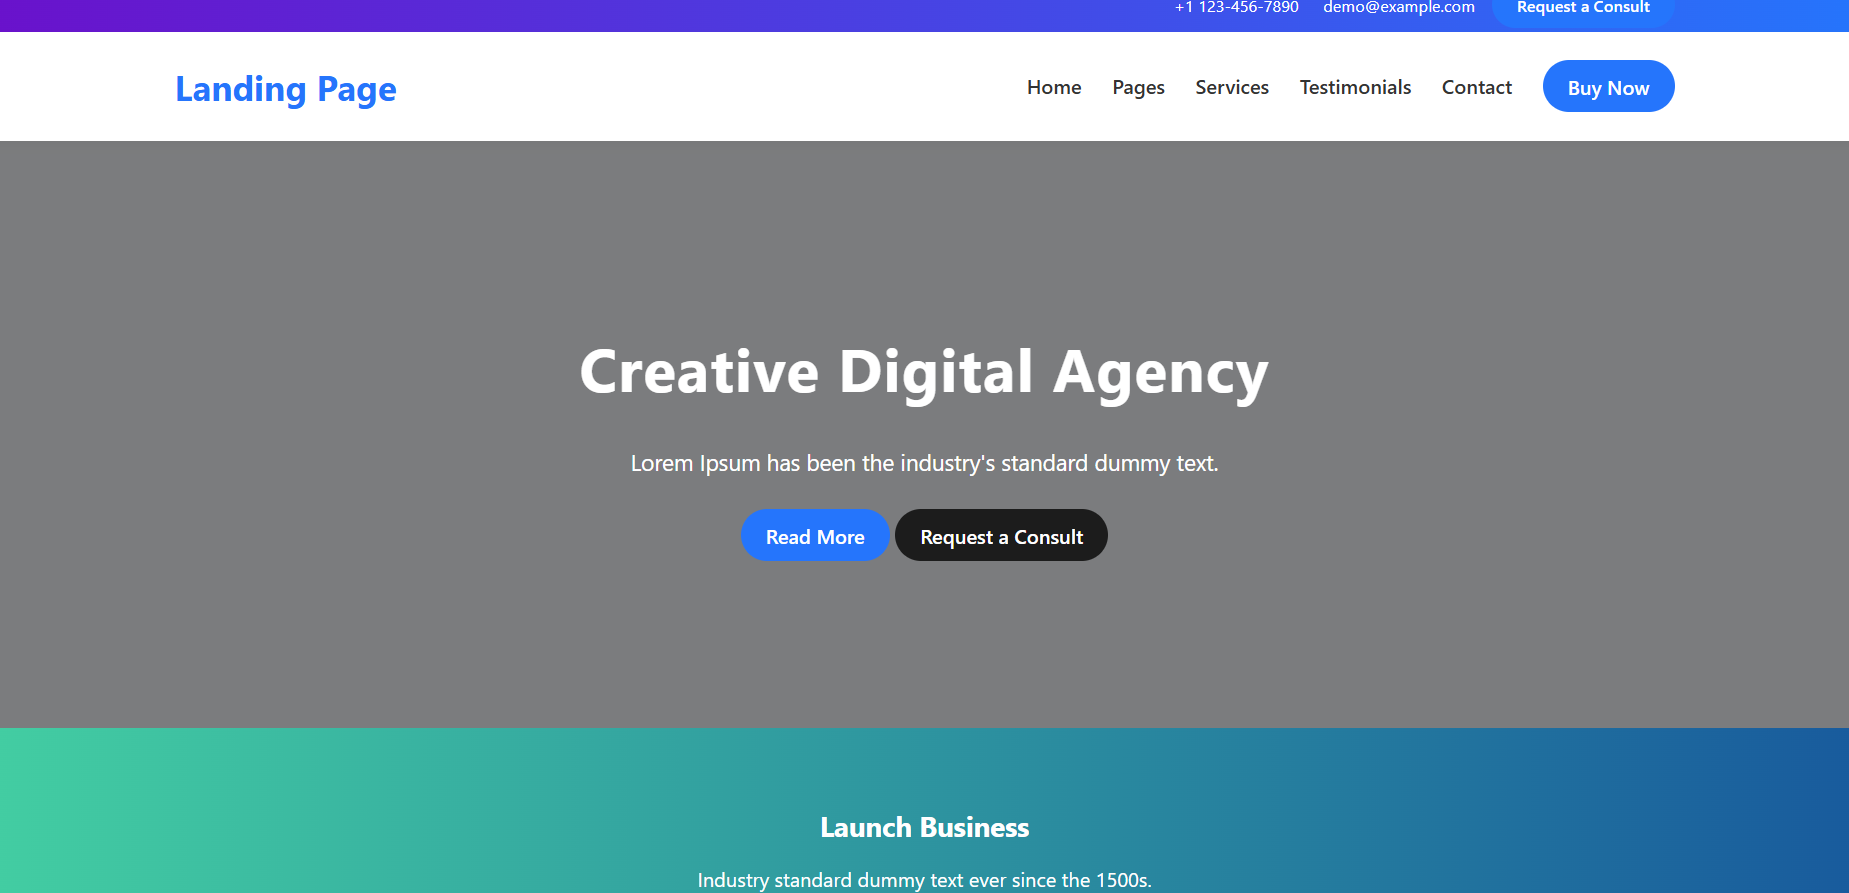 +1 123-456-7890 demo@example.com Request a Consult
Landing Page Home Pages Services Testimonials Contact Buy Now
Creative Digital Agency
Lorem Ipsum has been the industry's standard dummy text.
Read More Request a Consult
Launch Business
Industry standard dummy text ever since the 1500s.